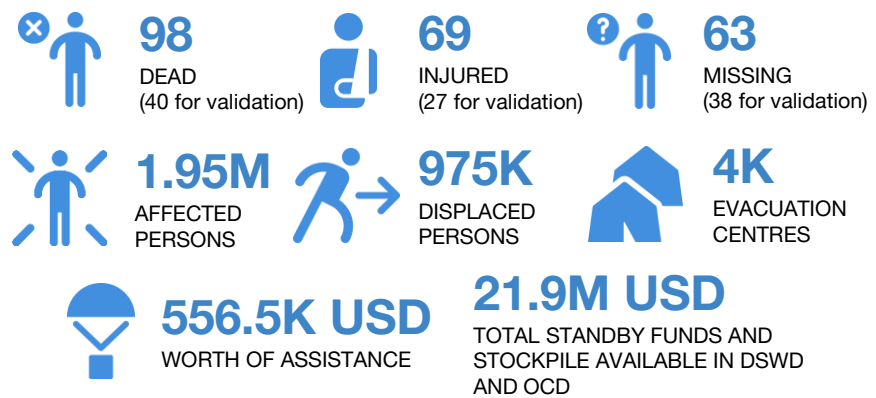 98
DEAD
(40 for validation)
69
INJURED
(27 for validation)
?
63
MISSING
(38 for validation)
1.95M
AFFECTED
PERSONS
975K
DISPLACED
PERSONS
4K
EVACUATION
CENTRES
556.5K USD
WORTH OF ASSISTANCE
21.9M USD
TOTAL STANDBY FUNDS AND
STOCKPILE AVAILABLE IN DSWD
AND OCD